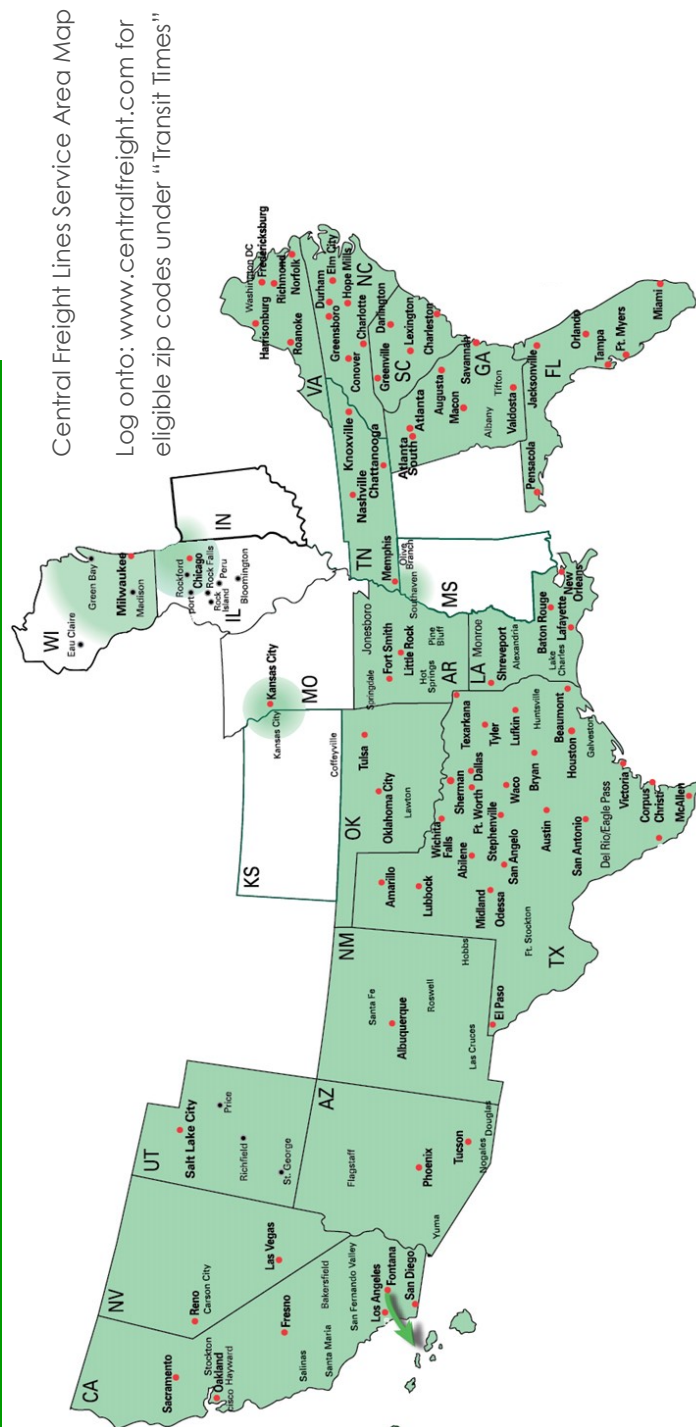 Central Freight Lines Service Area Map
Log onto: www.centralfreight.com for
eligible zip codes under “Transit Times”
CA
Sacramento
Stockton
Oakland
cisco Hayward
Salinas
Fresno
Santa Maria
Bakersfield
San Fernando Valley
Los Angeles
Fontana
San Diego
NV
Reno
Carson City
Las Vegas
UT
Salt Lake City
Price
Richfield
St. George
AZ
Flagstaff
Phoenix
Yuma
Tucson
Nogales
Douglas
NM
Santa Fe
Albuquerque
Roswell
Hobbs
Las Cruces
TX
El Paso
Amarillo
Lubbock
Midland
Odessa
Ft. Stockton
Wichita
Falls
Abilene
Sherman
Ft. Worth
Dallas
Stephenville
San Angelo
Waco
Texarkana
Tyler
Lufkin
Bryan
Huntsville
Austin
Beaumont
Houston
Galveston
San Antonio
Del Rio/Eagle Pass
Victoria
Corpus
Christi
McAllen
KS
Kansas City
Coffeyville
OK
Tulsa
Oklahoma City
Lawton
MO
Kansas City
AR
Springdale
Jonesboro
Fort Smith
Little Rock
Hot
Springs
Pine
Bluff
LA
Monroe
Shreveport
Alexandria
Lake
Charles
Baton Rouge
Lafayette
New
Orleans
WI
Eau Claire
Green Bay
Milwaukee
Madison
IL
Rockford
port
Chicago
Rock Falls
Rock
Island
Peru
Bloomington
IN
TN
Memphis
Nashville
Knoxville
Chattanooga
MS
Southaven
Olive
Branch
VA
Washington DC
Fredericksburg
Harrisonburg
Richmond
Norfolk
Roanoke
NC
Durham
Elm City
Greensboro
Hope Mills
Charlotte
Conover
SC
Darlington
Greenville
Lexington
Charleston
GA
Atlanta
Atlanta
South
Augusta
Macon
Savannah
Albany
Tifton
Valdosta
FL
Jacksonville
Pensacola
Orlando
Tampa
Ft. Myers
Miami